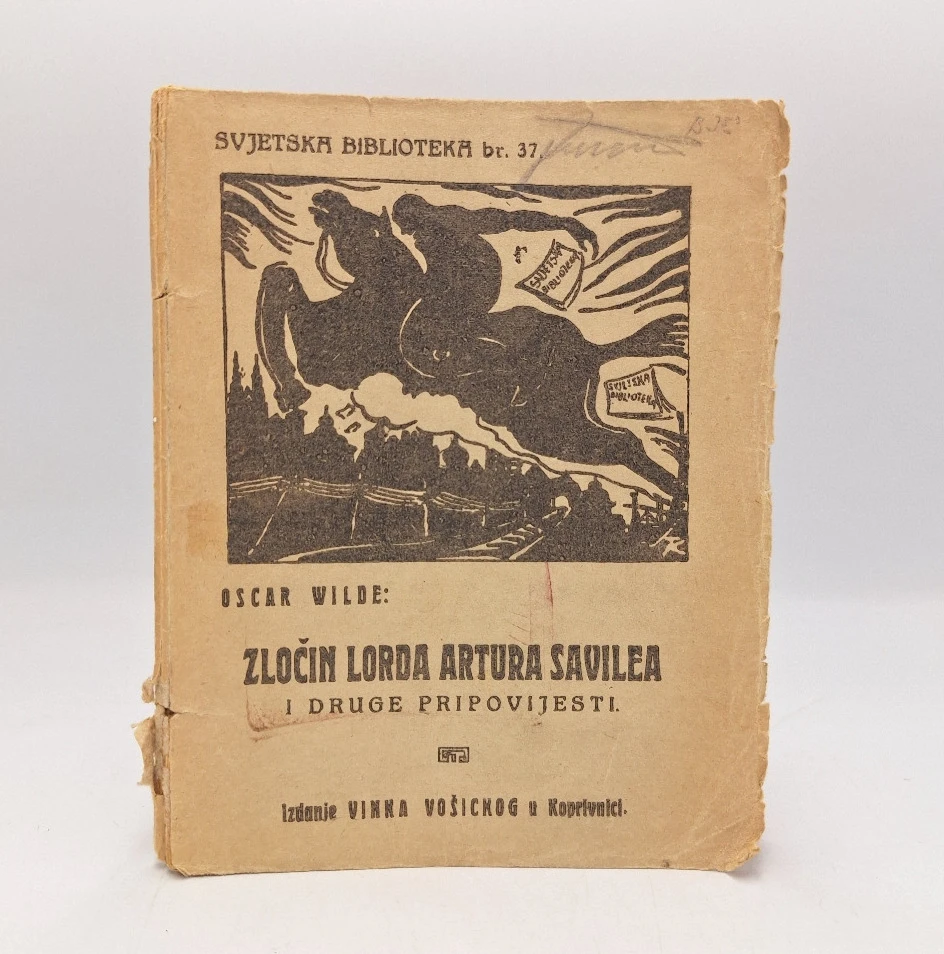 SVJETSKA BIBLIOTEKA br. 37.
SVJETSKA
BIBLIOTEKA
SVJETSKA
BIBLIOTEKA
OSCAR WILDE:
ZLOČIN LORDA ARTURA SAVILEA
I DRUGE PRIPOVIJESTI.
Izdanje VINKA VOŠICKOG u Koprivnici.